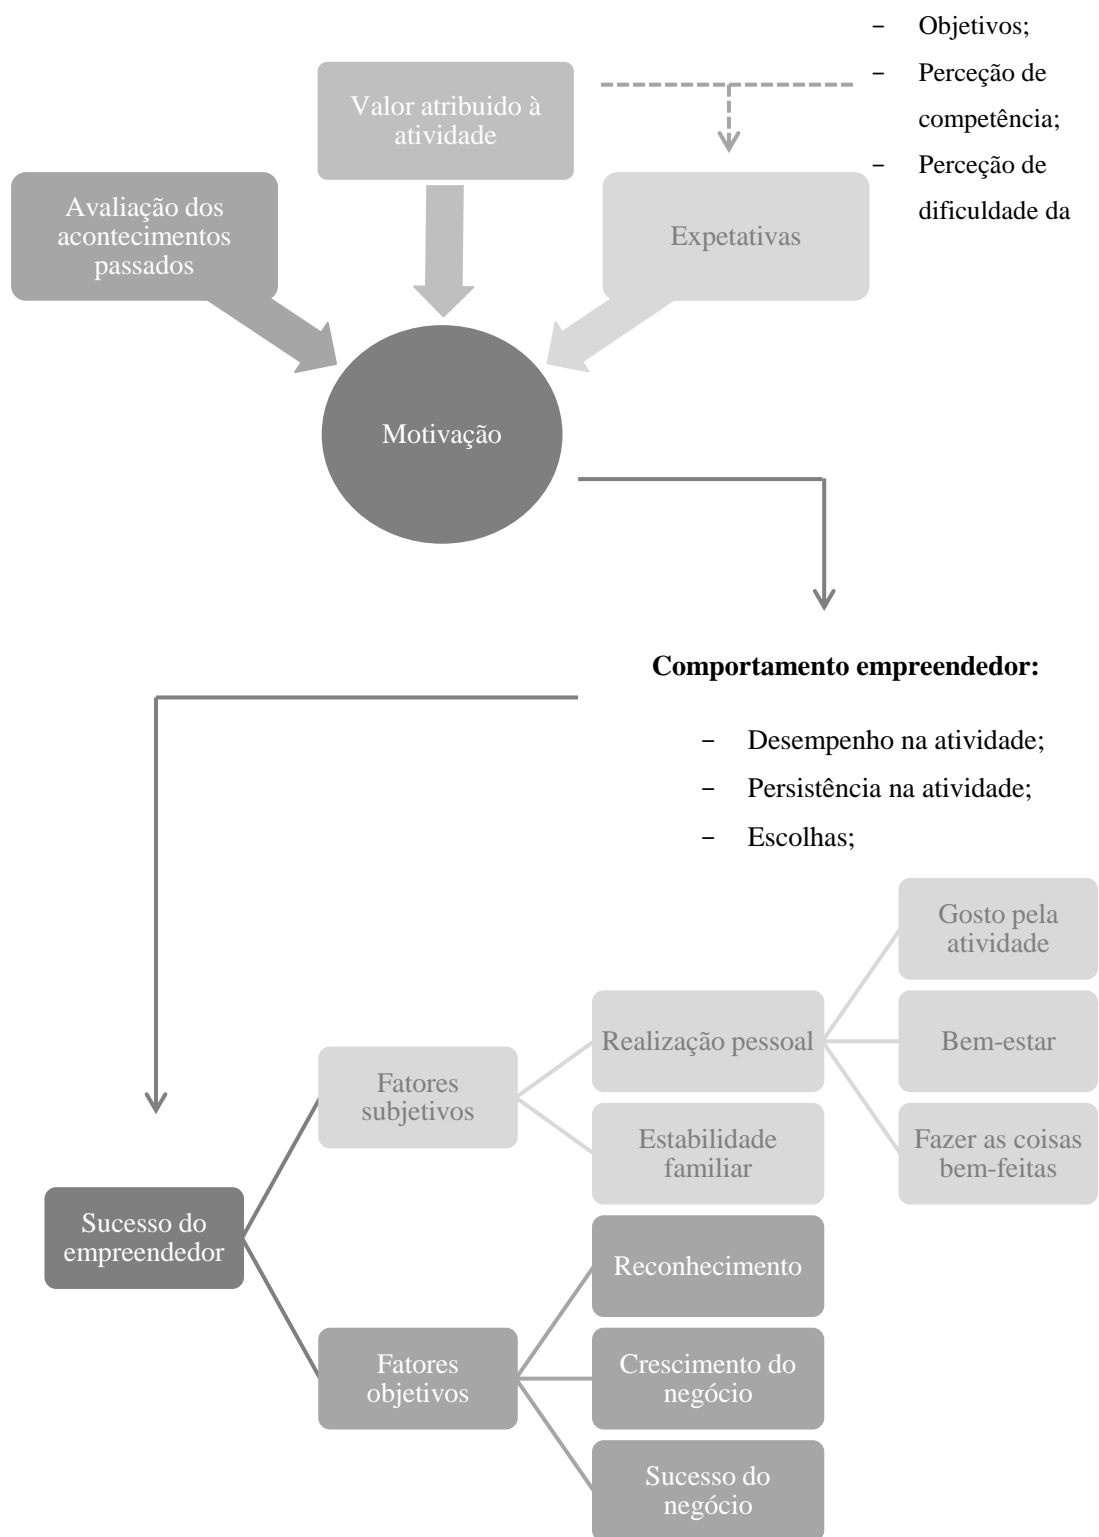 – Objetivos;
– Perceção de
competência;
– Perceção de
dificuldade da
Valor atribuido à
atividade
Avaliação dos
acontecimentos
passados
Expetativas
Motivação
Comportamento empreendedor:
– Desempenho na atividade;
– Persistência na atividade;
– Escolhas;
Gosto pela
atividade
Realização pessoal
Bem-estar
Fatores
subjetivos
Estabilidade
familiar
Fazer as coisas
bem-feitas
Sucesso do
empreendedor
Reconhecimento
Fatores
objetivos
Crescimento do
negócio
Sucesso do
negócio